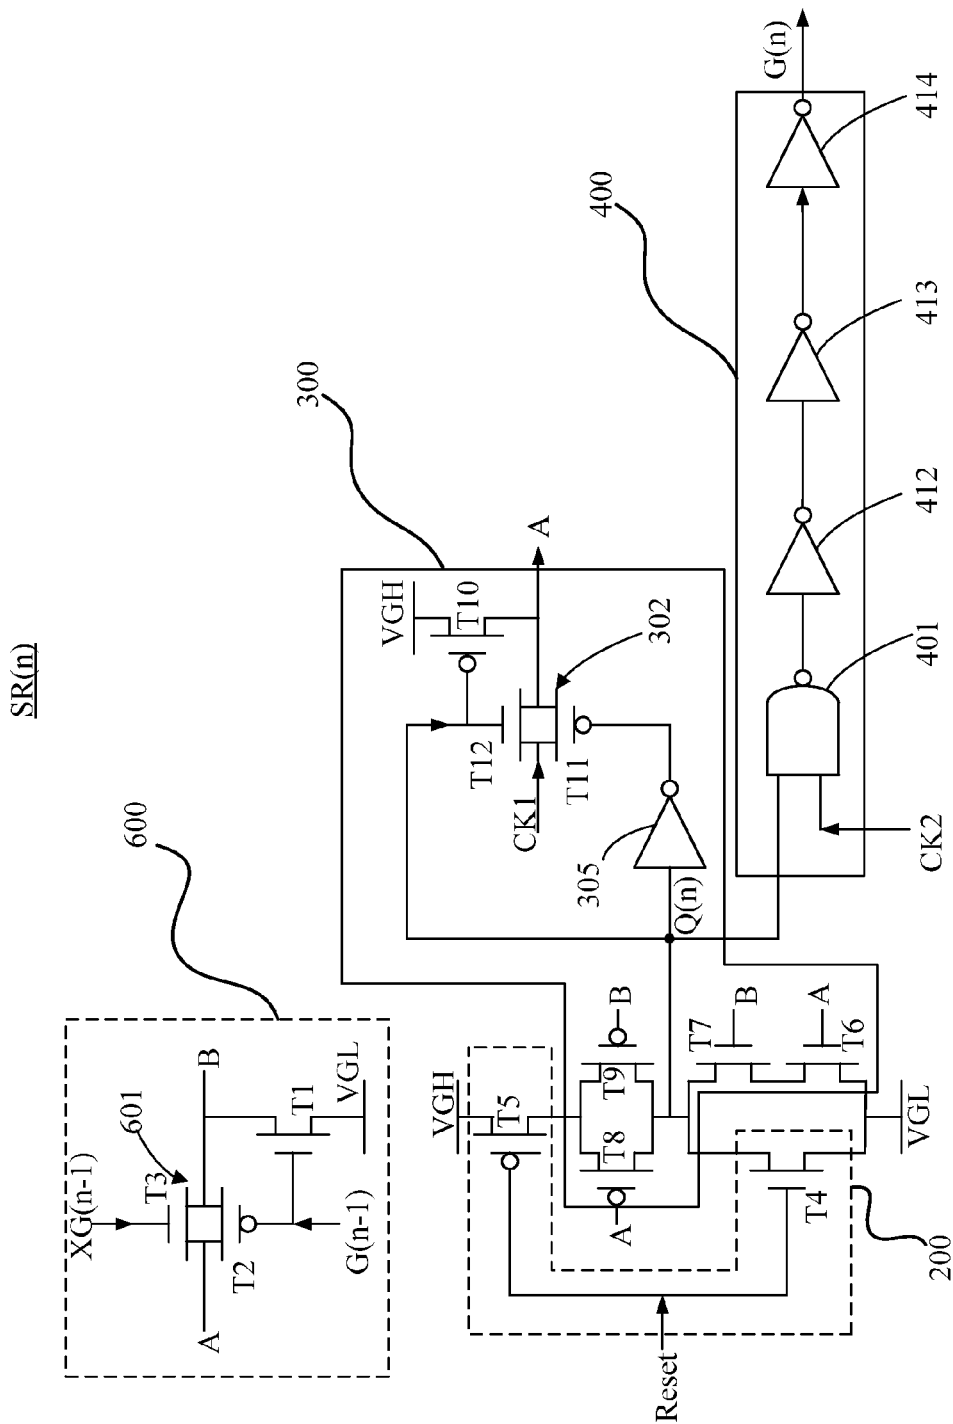 SR(n)
600
XG(n-1)
T3
601
B
A
T2
T1
G(n-1)
VGL
300
VGH
T10
T12
A
CK1
T11
302
305
Q(n)
VGH
T5
T9
B
T8
A
T7
B
T6
A
T4
VGL
Reset
200
400
G(n)
414
413
412
401
CK2